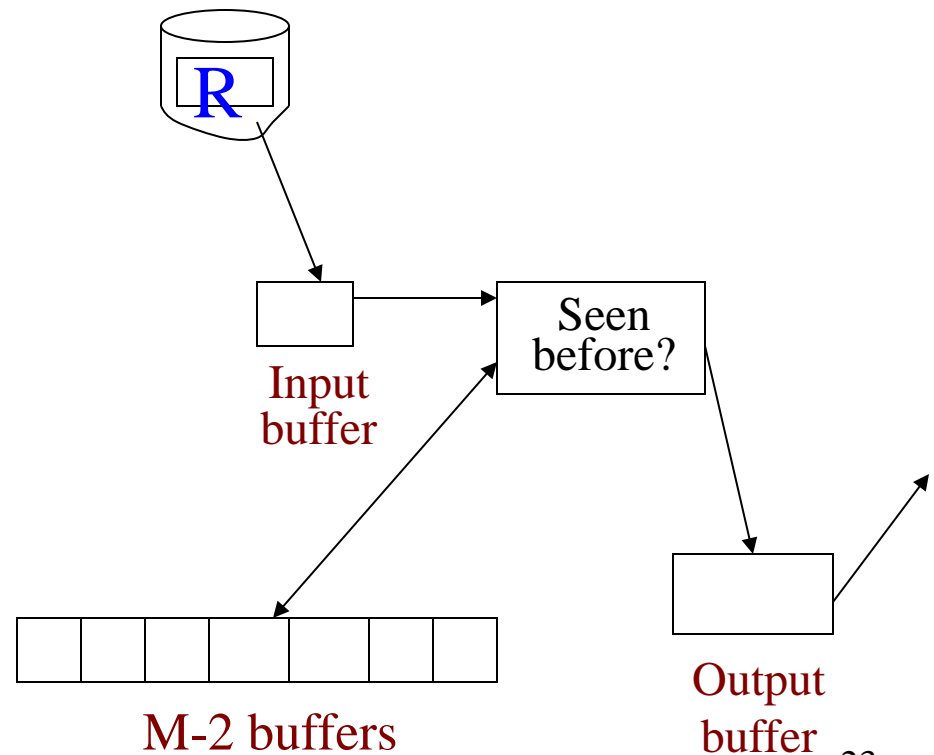 R
Seen
before?
Input
buffer
M-2 buffers
Output
buffer